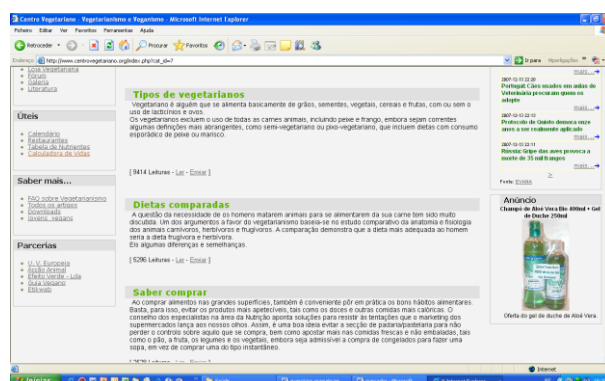 Centro Vegetariano - Vegetarianismo e Veganismo - Microsoft Internet Explorer
Ficheiro Editar Ver Favoritos Ferramentas Ajuda
Retroceder Procurar Favoritos
Endereço http://www.centrovegetariano.org/index.php?cat_id=7 Ir para Hiperligações
Loja Vegetariana
Fórum
Galeria
Literatura
Úteis
Calendário
Restaurantes
Tabela de Nutrientes
Calculadora de Vidas
Saber mais...
FAQ sobre Vegetarianismo
Todos os artigos
Downloads
Jovens, vegans
Parcerias
U. V. Europeia
Acção Animal
Efeito Verde - Lda
Guia Vegano
Etikweb
Tipos de vegetarianos
Vegetariano é alguém que se alimenta basicamente de grãos, sementes, vegetais, cereais e frutas, com ou sem o
uso de lacticínios e ovos.
Os vegetarianos excluem o uso de todas as carnes animais, incluindo peixe e frango, embora sejam correntes
algumas definições mais abrangentes, como semi-vegetariano ou pixo-vegetariano, que incluem dietas com consumo
esporádico de peixe ou marisco.
[ 9414 Leituras - Ler - Enviar ]
Dietas comparadas
A questão da necessidade de os homens matarem animais para se alimentarem da sua carne tem sido muito
discutida. Um dos argumentos a favor do vegetarianismo baseia-se no estudo comparativo da anatomia e fisiologia
dos animais carnívoros, herbívoros e frugívoros. A comparação demonstra que a dieta mais adequada ao homem
seria a dieta frugívora e herbívora.
Eis algumas diferenças e semelhanças.
[ 5296 Leituras - Ler - Enviar ]
Saber comprar
Ao comprar alimentos nas grandes superfícies, também é conveniente pôr em prática os bons hábitos alimentares.
Basta, para isso, evitar os produtos mais apetecíveis, tais como os doces e outras comidas mais calóricas. O
conselho dos especialistas na área da Nutrição aponta soluções para resistir às tentações que o marketing dos
supermercados lança aos nossos olhos. Assim, é uma boa ideia evitar a secção de padaria/pastelaria para não
perder o controlo sobre aquilo que se compra, bem como apostar mais nas comidas frescas e não embaladas, tais
como o pão, a fruta, os legumes e os vegetais, embora seja admissível a compra de congelados para fazer uma
sopa, em vez de comprar uma do tipo instantâneo.
Leituras - Ler - Enviar ]
mais...
2007-12-13 22:20
Portugal: Cães usados em aulas de
Veterinária procuram quem os
adopte
mais...
2007-12-13 22:13
Protocolo de Quioto demora onze
anos a ser realmente aplicado
mais...
2007-12-13 22:11
Rússia: Gripe das aves provoca a
morte de 35 mil frangos
mais...
>
Fonte: EVANA
Anúncio
Champô de Aloé Vera Bio 400ml + Gel
de Duche 250ml
Oferta do gel de duche de Aloé Vera.
Internet
Iniciar